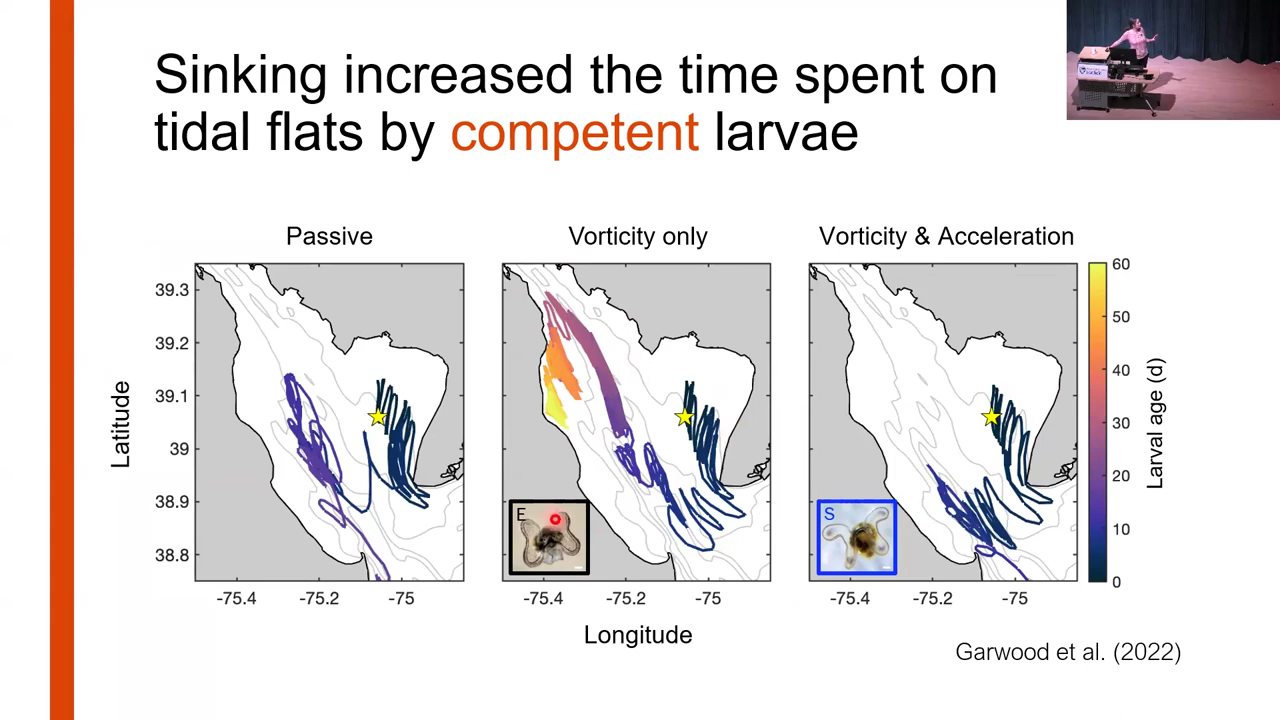 Sinking increased the time spent on
tidal flats by competent larvae
Passive
Vorticity only
Vorticity & Acceleration
Latitude
39.3
39.2
39.1
39
38.9
38.8
E
S
60
50
40
30
20
10
0
Larval age (d)
-75.4
-75.2
-75
-75.4
-75.2
-75
-75.4
-75.2
-75
Longitude
Garwood et al. (2022)